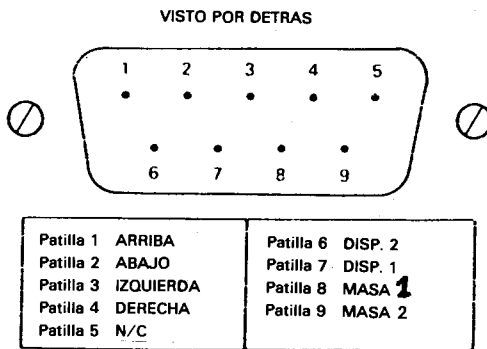 VISTO POR DETRAS
1 2 3 4 5
6 7 8 9
Patilla 1 ARRIBA
Patilla 2 ABAJO
Patilla 3 IZQUIERDA
Patilla 4 DERECHA
Patilla 5 N/C
Patilla 6 DISP. 2
Patilla 7 DISP. 1
Patilla 8 MASA 1
Patilla 9 MASA 2